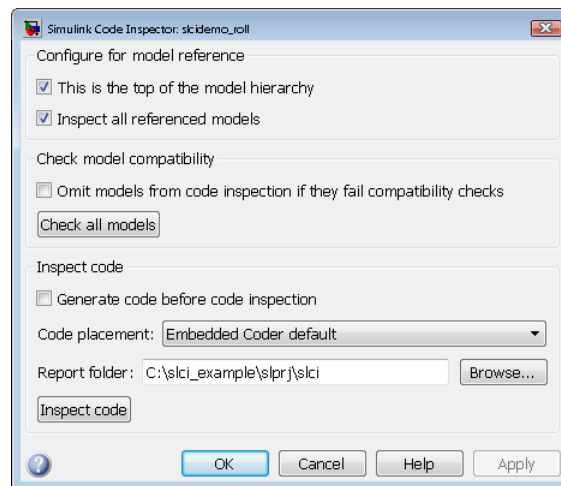 Simulink Code Inspector: slcidemo_roll
Configure for model reference
This is the top of the model hierarchy
Inspect all referenced models
Check model compatibility
Omit models from code inspection if they fail compatibility checks
Check all models
Inspect code
Generate code before code inspection
Code placement: Embedded Coder default
Report folder: C:\slci_example\slprj\slci Browse...
Inspect code
OK Cancel Help Apply